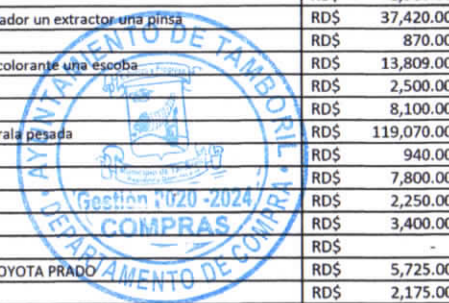 ador un extractor una pinsa RD$ 37,420.00
RD$ 870.00
colorante una escoba RD$ 13,809.00
RD$ 2,500.00
RD$ 8,100.00
rala pesada RD$ 119,070.00
RD$ 940.00
RD$ 7,800.00
RD$ 2,250.00
RD$ 3,400.00
RD$ -
OYOTA PRADO RD$ 5,725.00
RD$ 2,175.00
AYUNTAMIENTO DE TAMBORIL
Gestion 2020 -2024
COMPRAS
DEPARTAMENTO DE COMPRA